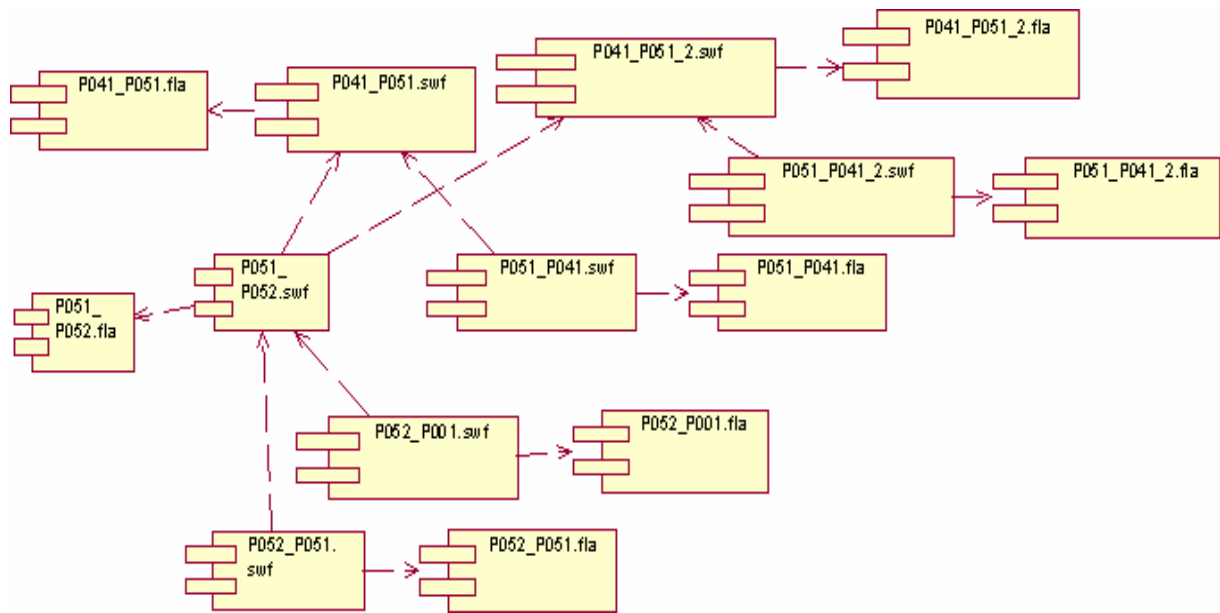 P041_P051_2.fla
P041_P051_2.swf
P041_P051.fla
P041_P051.swf
P051_P041_2.swf
P051_P041_2.fla
P051_
P052.swf
P051_P041.swf
P051_P041.fla
P051_
P052.fla
P052_P001.swf
P052_P001.fla
P052_P051.
swf
P052_P051.fla